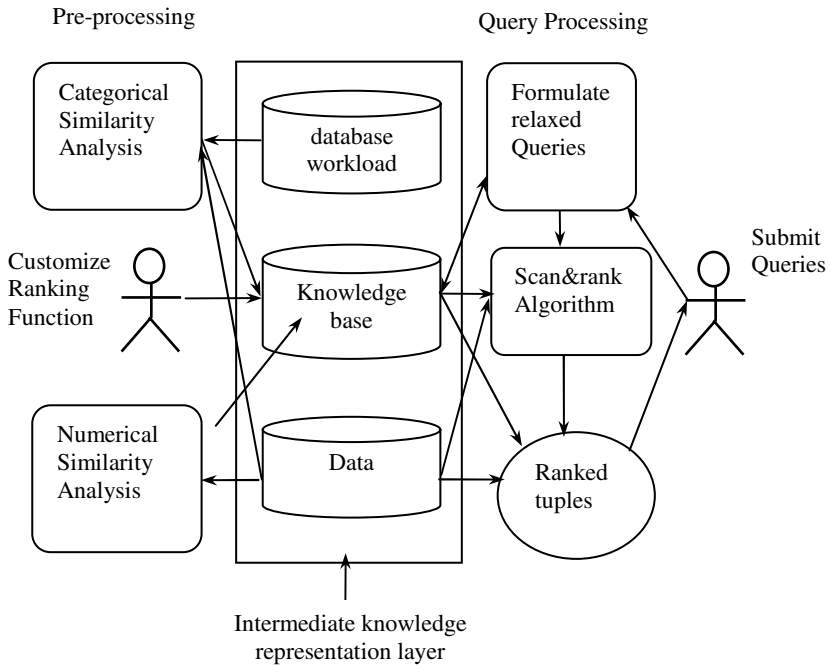 Pre-processing
Query Processing
Categorical
Similarity
Analysis
database
workload
Formulate
relaxed
Queries
Customize
Ranking
Function
Knowledge
base
Scan&rank
Algorithm
Submit
Queries
Numerical
Similarity
Analysis
Data
Ranked
tuples
Intermediate knowledge
representation layer